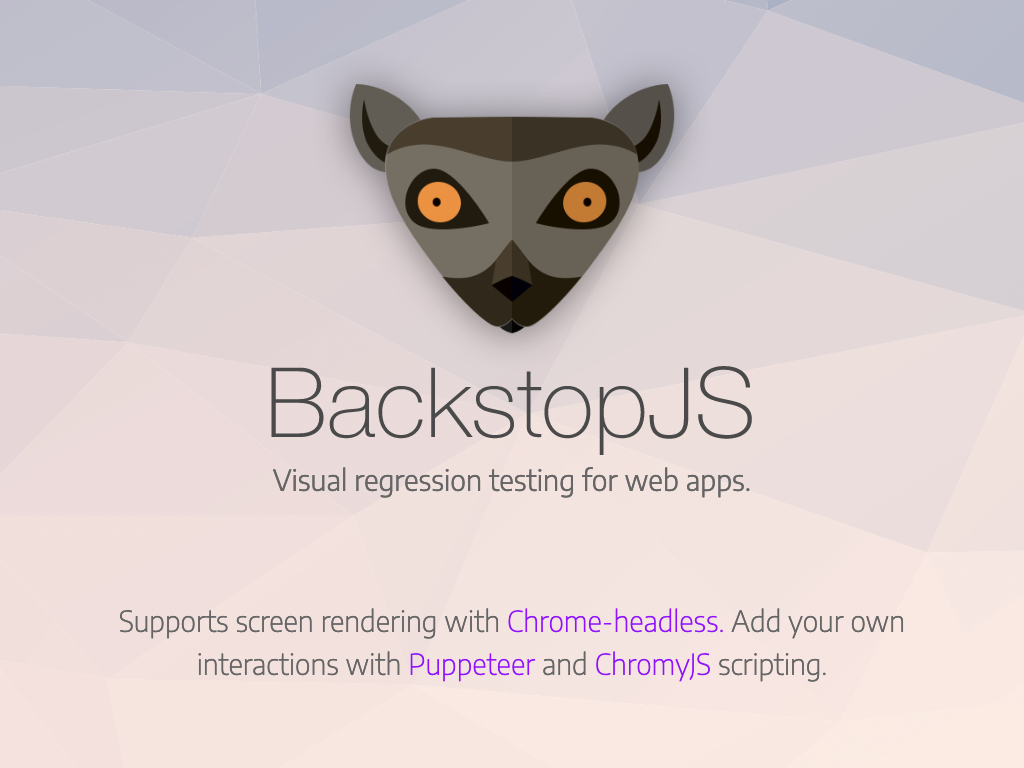 BackstopJS
Visual regression testing for web apps.
Supports screen rendering with Chrome-headless. Add your own
interactions with Puppeteer and ChromyJS scripting.